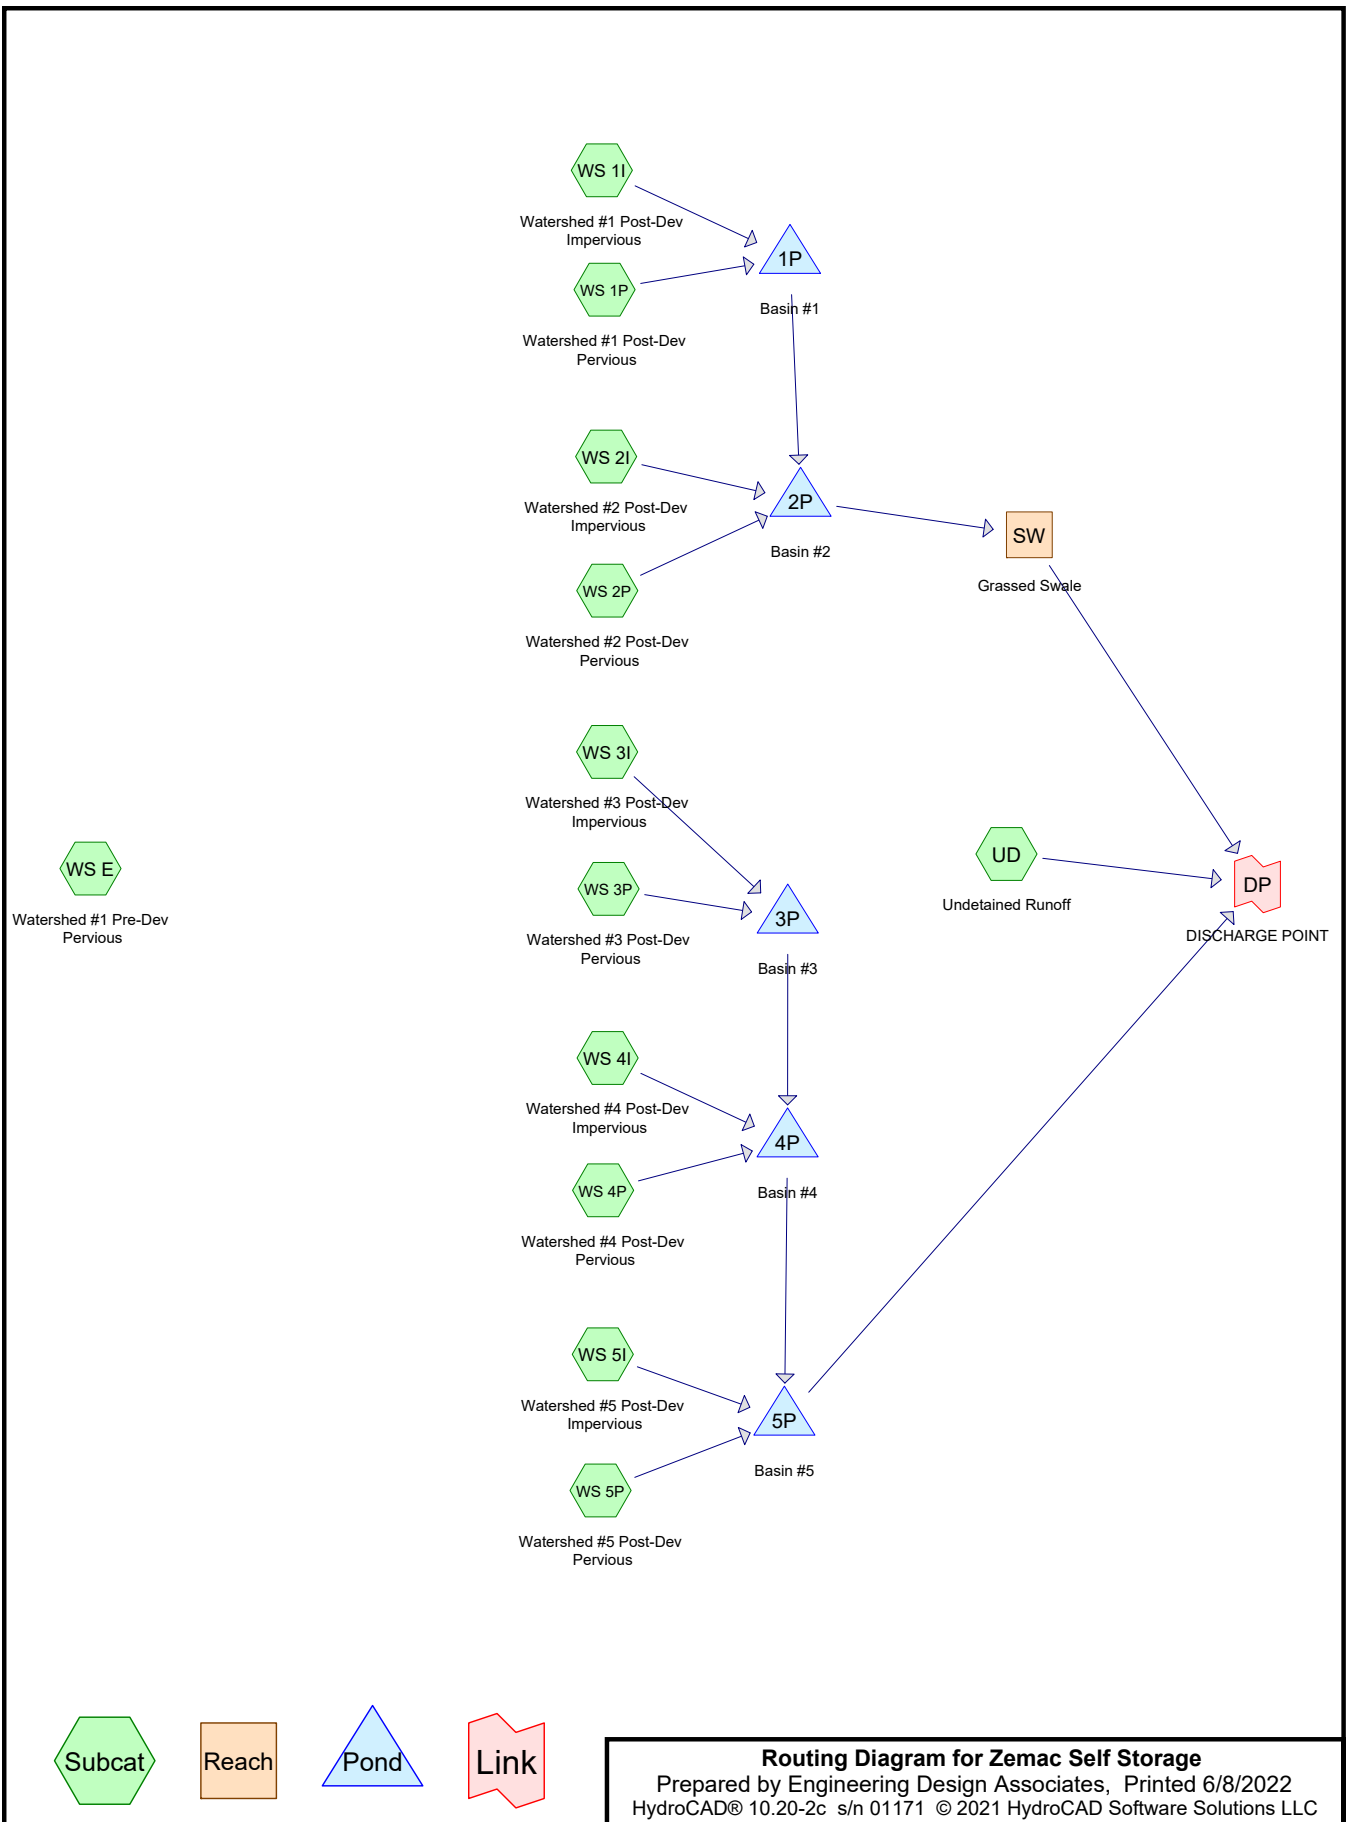 WS 1I
Watershed #1 Post-Dev
Impervious
WS 1P
Watershed #1 Post-Dev
Pervious
1P
Basin #1
WS 2I
Watershed #2 Post-Dev
Impervious
2P
Basin #2
SW
Grassed Swale
WS 2P
Watershed #2 Post-Dev
Pervious
WS 3I
Watershed #3 Post-Dev
Impervious
WS E
Watershed #1 Pre-Dev
Pervious
WS 3P
Watershed #3 Post-Dev
Pervious
3P
Basin #3
UD
Undetained Runoff
DP
DISCHARGE POINT
WS 4I
Watershed #4 Post-Dev
Impervious
4P
Basin #4
WS 4P
Watershed #4 Post-Dev
Pervious
WS 5I
Watershed #5 Post-Dev
Impervious
5P
Basin #5
WS 5P
Watershed #5 Post-Dev
Pervious
Subcat
Reach
Pond
Link
Routing Diagram for Zemac Self Storage
Prepared by Engineering Design Associates, Printed 6/8/2022
HydroCAD® 10.20-2c s/n 01171 © 2021 HydroCAD Software Solutions LLC